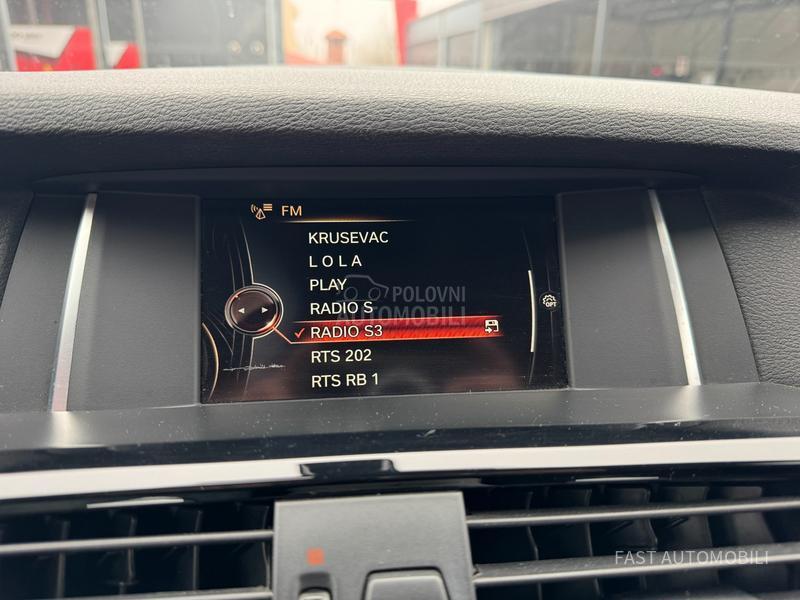 FM
KRUSEVAC
L O L A
PLAY
RADIO S
RADIO S3
RTS 202
RTS RB 1
OPT
POLOVNI
AUTOMOBILI
FAST AUTOMOBILI